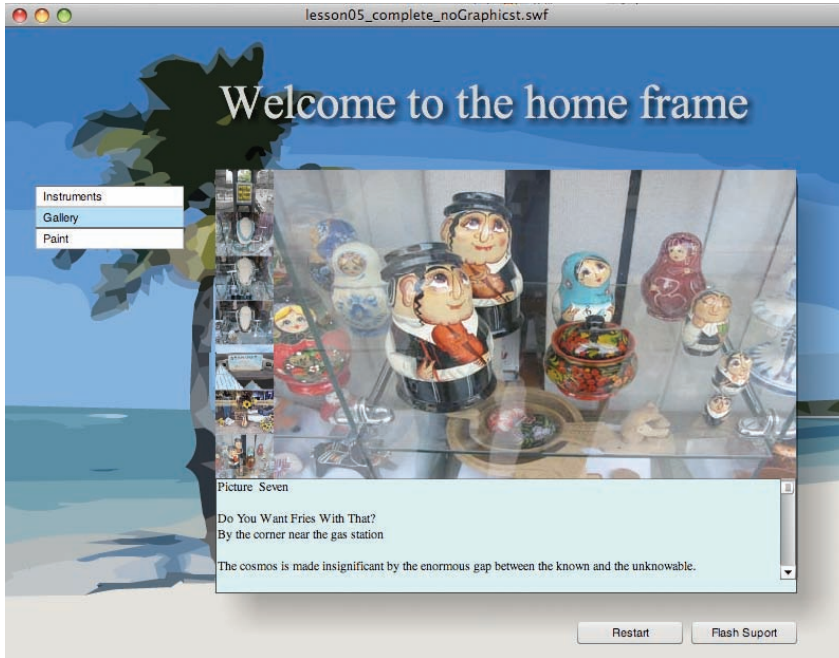 lesson05_complete_noGraphicst.swf
Welcome to the home frame
Instruments
Gallery
Paint
Picture Seven
Do You Want Fries With That?
By the corner near the gas station
The cosmos is made insignificant by the enormous gap between the known and the unknowable.
Restart
Flash Suport